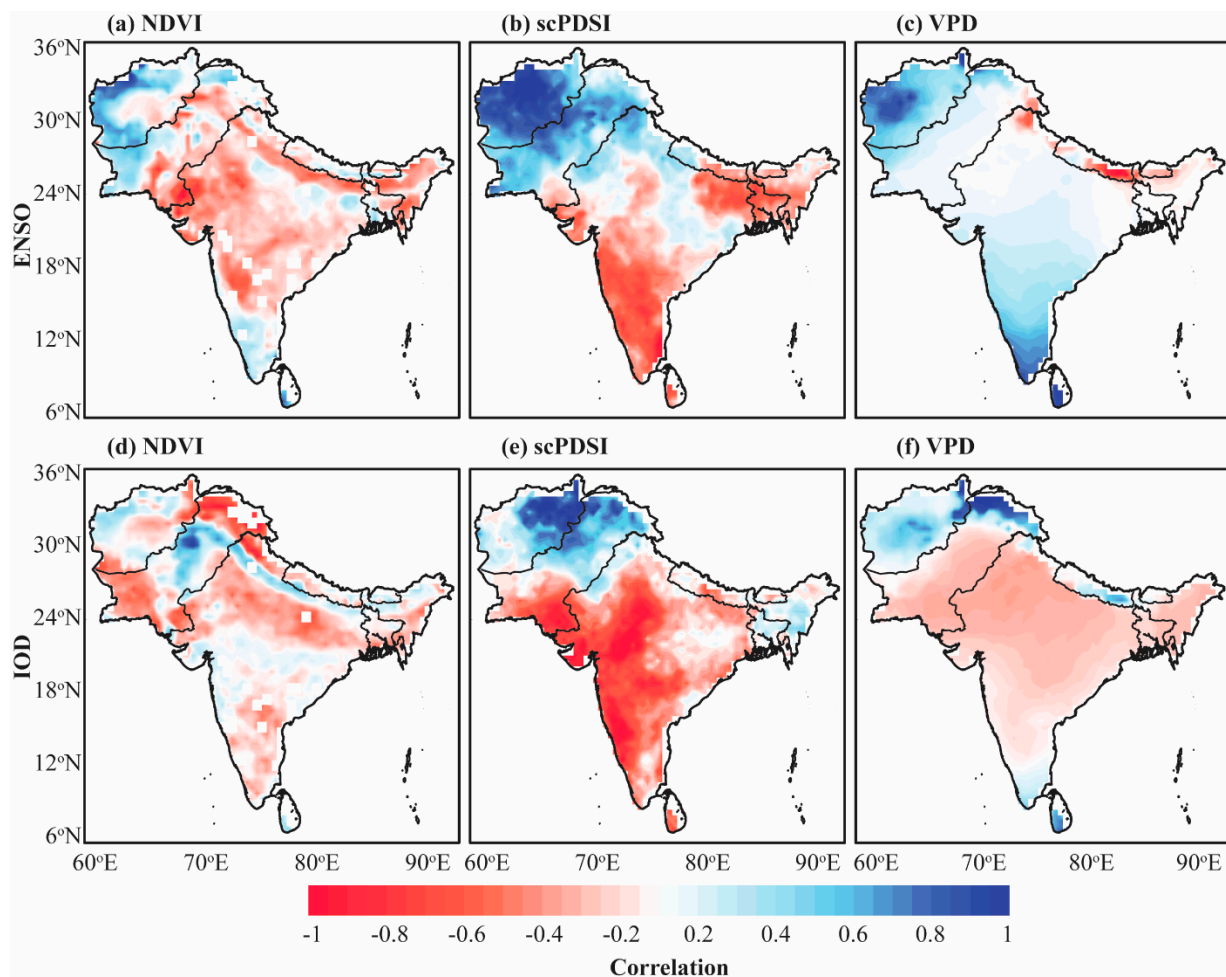 (a) NDVI (b) scPDSI (c) VPD
36°N
30°N
24°N
18°N
12°N
6°N
ENSO
(d) NDVI (e) scPDSI (f) VPD
36°N
30°N
24°N
18°N
12°N
6°N
IOD
60°E 70°E 80°E 90°E 60°E 70°E 80°E 90°E 60°E 70°E 80°E 90°E
-1 -0.8 -0.6 -0.4 -0.2 0.2 0.4 0.6 0.8 1
Correlation